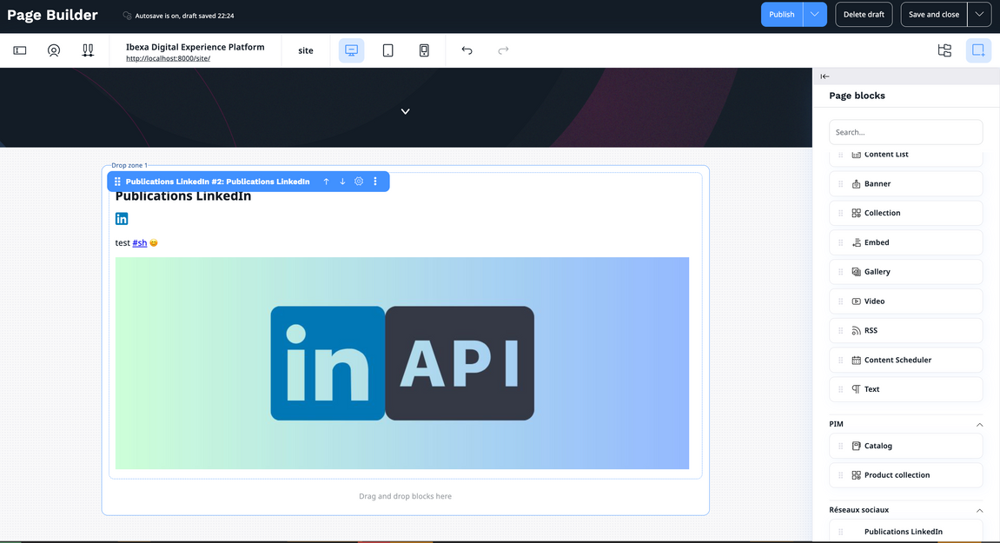 Page Builder
Autosave is on, draft saved 22:24
Publish
Delete draft
Save and close
Ibexa Digital Experience Platform
http://localhost:8000/site/
site
Page blocks
Search...
Content List
Banner
Collection
Embed
Gallery
Video
RSS
Content Scheduler
Text
PIM
Catalog
Product collection
Réseaux sociaux
Publications LinkedIn
Drop zone 1
Publications LinkedIn #2: Publications LinkedIn
Publications LinkedIn
in
test #sh 😊
in API
Drag and drop blocks here